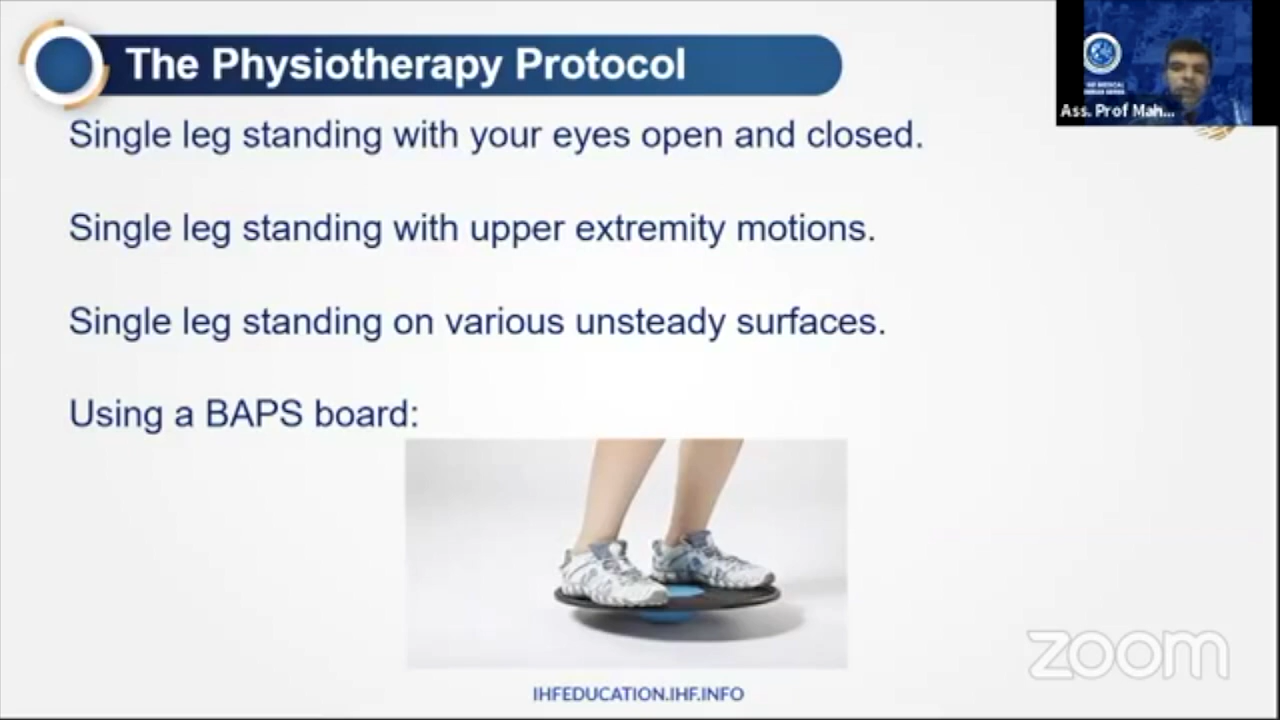 The Physiotherapy Protocol
Ass. Prof Mah...
Single leg standing with your eyes open and closed.
Single leg standing with upper extremity motions.
Single leg standing on various unsteady surfaces.
Using a BAPS board:
zoom
IHFEDUCATION.IHF.INFO